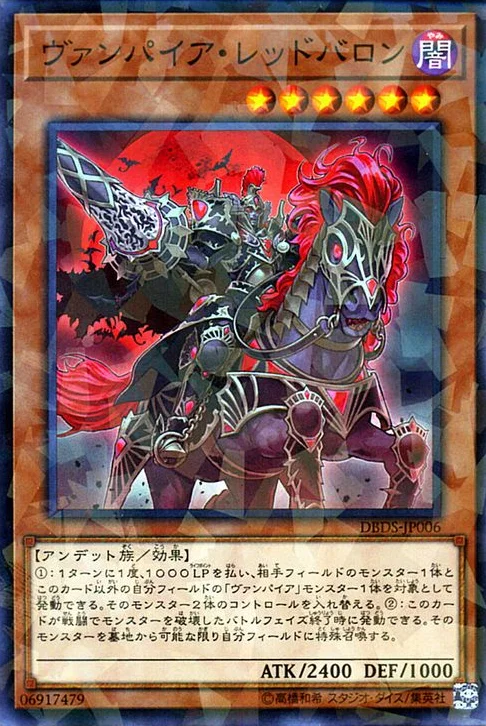 ヴァンパイア・レッドバロン
闇
DBDS-JP006
【アンデット族/効果】
①:1ターンに1度、1000LPを払い、相手フィールドのモンスター1体と
このカード以外の自分フィールドの「ヴァンパイア」モンスター1体を対象として
発動できる。そのモンスター2体のコントロールを入れ替える。②:このカー
ドが戦闘でモンスターを破壊したバトルフェイズ終了時に発動できる。その
モンスターを墓地から可能な限り自分フィールドに特殊召喚する。
ATK/2400 DEF/1000
06917479
©高橋和希 スタジオ・ダイス/集英社